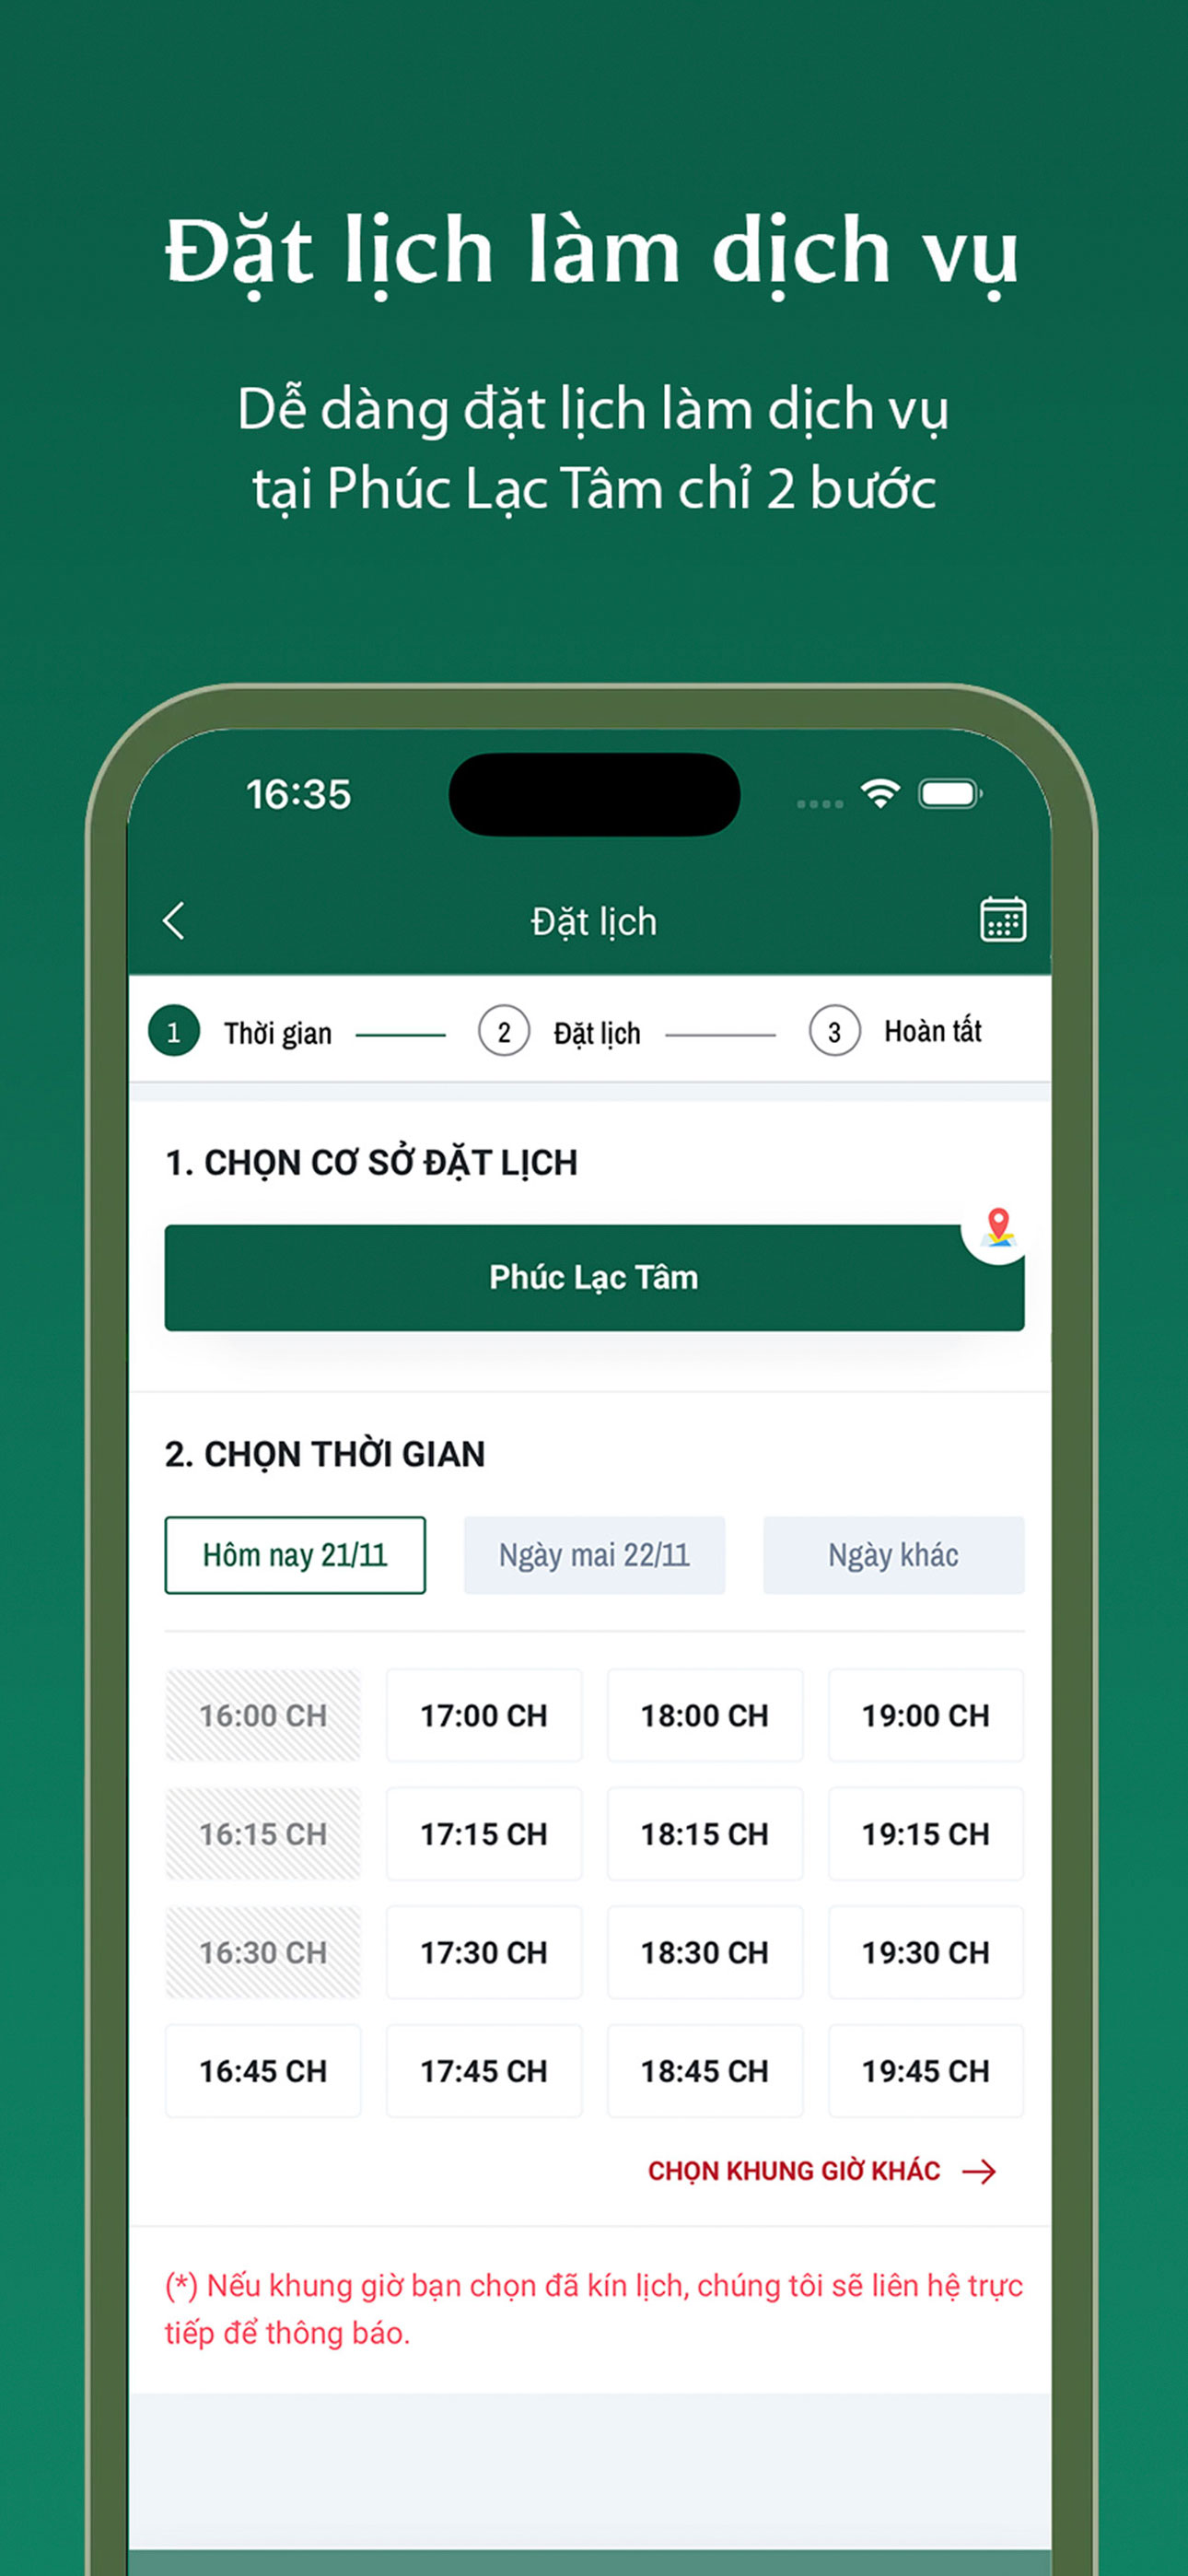 Đặt lịch làm dịch vụ
Dễ dàng đặt lịch làm dịch vụ
tại Phúc Lạc Tâm chỉ 2 bước
16:35
Đặt lịch
1 Thời gian 2 Đặt lịch 3 Hoàn tất
1. CHỌN CƠ SỞ ĐẶT LỊCH
Phúc Lạc Tâm
2. CHỌN THỜI GIAN
Hôm nay 21/11 Ngày mai 22/11 Ngày khác
16:00 CH 17:00 CH 18:00 CH 19:00 CH
16:15 CH 17:15 CH 18:15 CH 19:15 CH
16:30 CH 17:30 CH 18:30 CH 19:30 CH
16:45 CH 17:45 CH 18:45 CH 19:45 CH
CHỌN KHUNG GIỜ KHÁC
(*) Nếu khung giờ bạn chọn đã kín lịch, chúng tôi sẽ liên hệ trực
tiếp để thông báo.